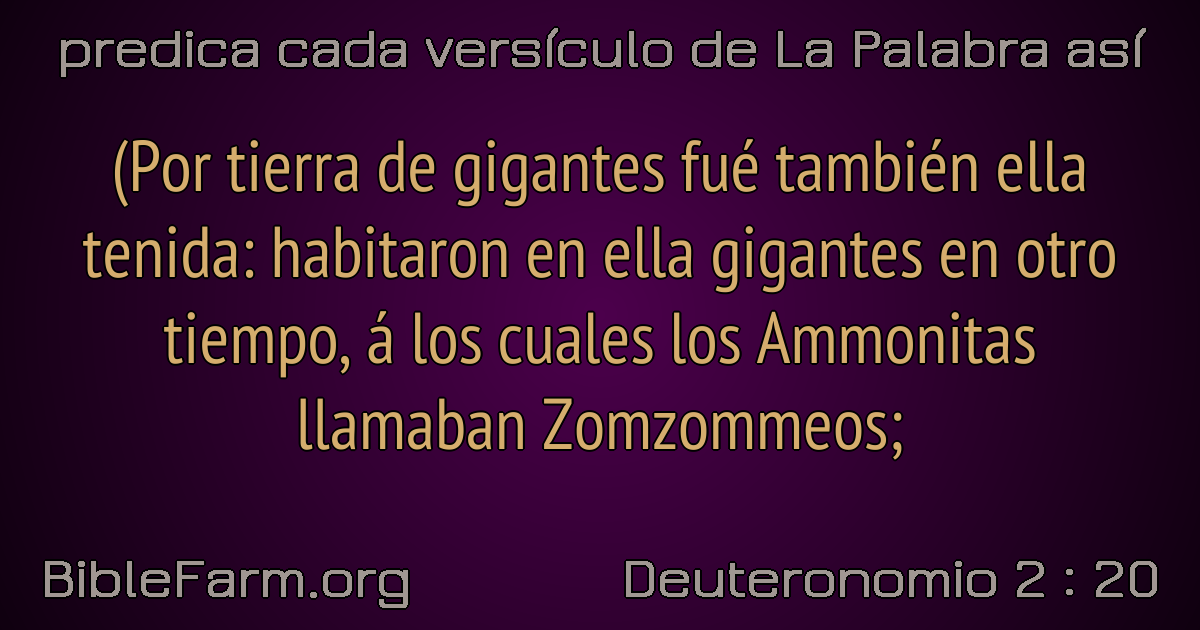 predica cada versículo de La Palabra así
(Por tierra de gigantes fué también ella
tenida: habitaron en ella gigantes en otro
tiempo, á los cuales los Ammonitas
llamaban Zomzommeos;
BibleFarm.org
Deuteronomio 2 : 20